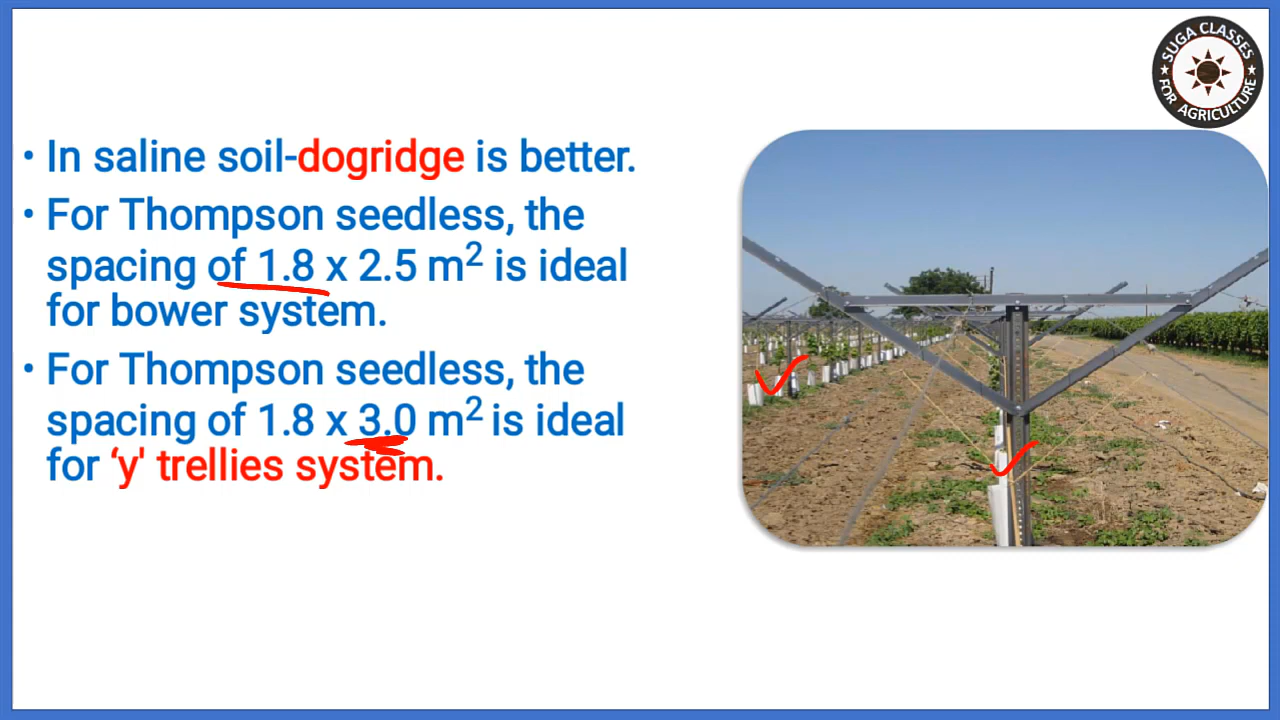 SUGA CLASSES
FOR AGRICULTURE
• In saline soil-dogridge is better.
• For Thompson seedless, the
spacing of 1.8 x 2.5 m² is ideal
for bower system.
• For Thompson seedless, the
spacing of 1.8 x 3.0 m² is ideal
for ‘y' trellies system.